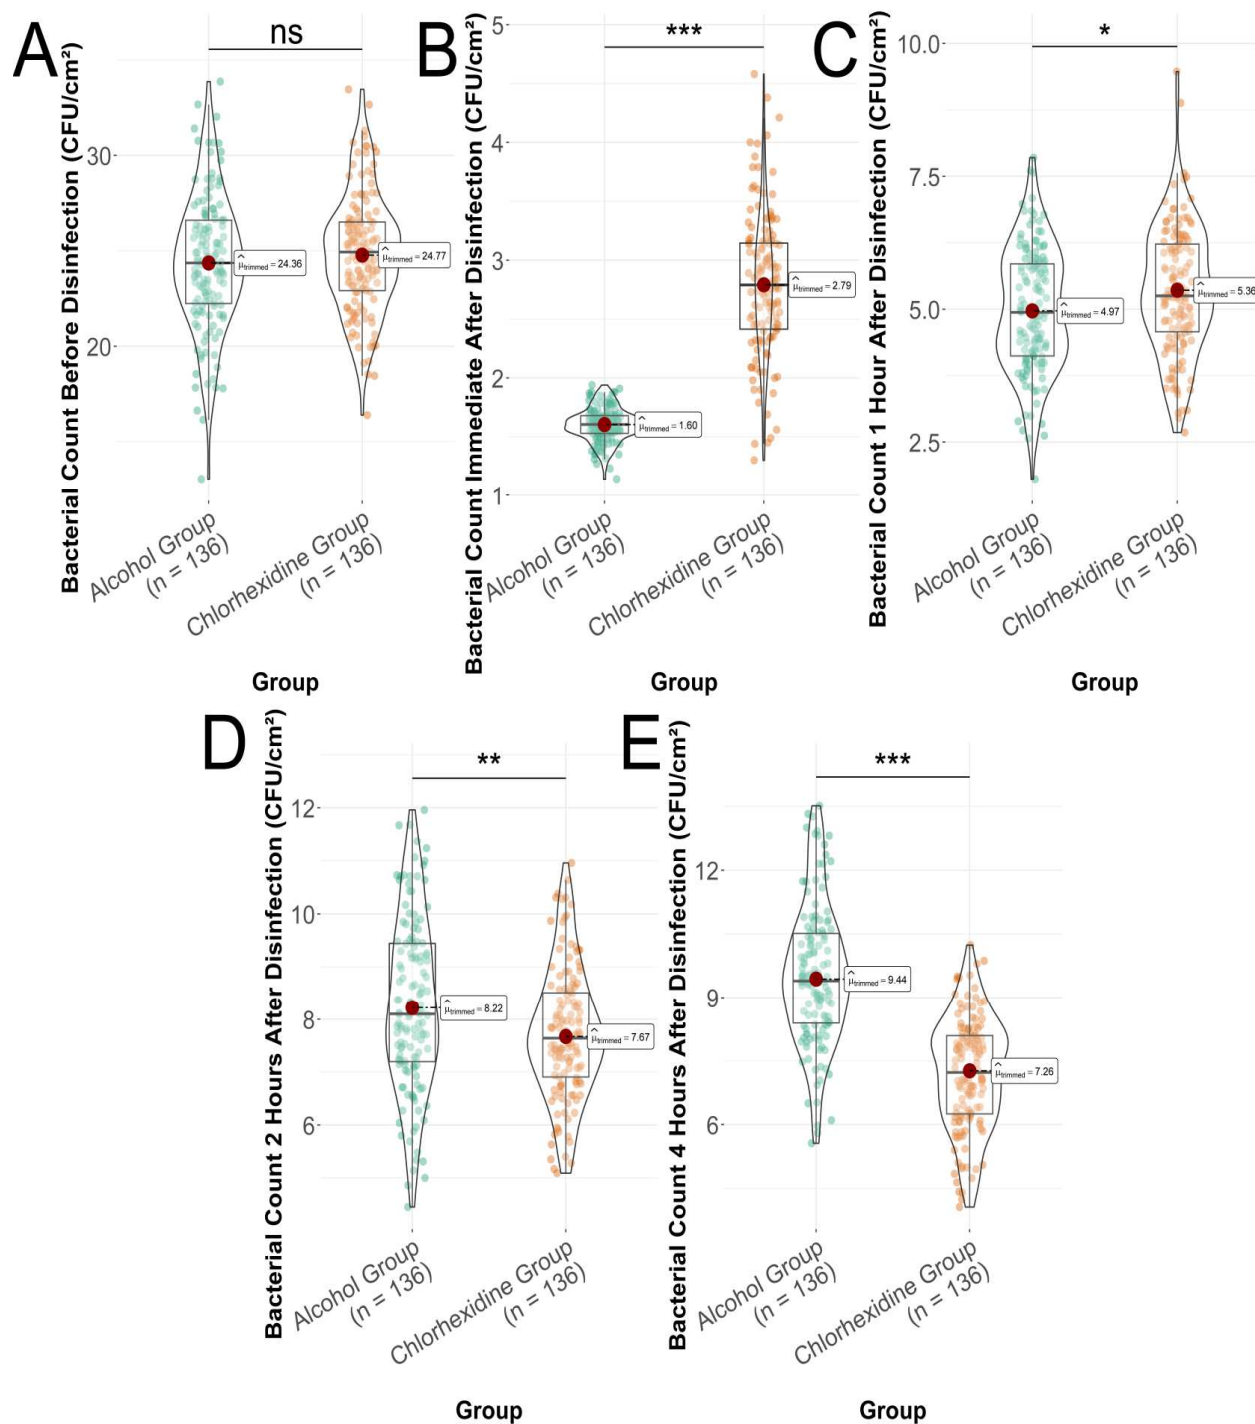 A
Bacterial Count Before Disinfection (CFU/cm²)
ns
30
20
μ̂trimmed = 24.36
μ̂trimmed = 24.77
Alcohol Group
(n = 136)
Chlorhexidine Group
(n = 136)
Group
B
Bacterial Count Immediate After Disinfection (CFU/cm²)
***
5
4
3
2
1
μ̂trimmed = 1.60
μ̂trimmed = 2.79
Alcohol Group
(n = 136)
Chlorhexidine Group
(n = 136)
Group
C
Bacterial Count 1 Hour After Disinfection (CFU/cm²)
*
10.0
7.5
5.0
2.5
μ̂trimmed = 4.97
μ̂trimmed = 5.36
Alcohol Group
(n = 136)
Chlorhexidine Group
(n = 136)
Group
D
Bacterial Count 2 Hours After Disinfection (CFU/cm²)
**
12
10
8
6
μ̂trimmed = 8.22
μ̂trimmed = 7.67
Alcohol Group
(n = 136)
Chlorhexidine Group
(n = 136)
Group
E
Bacterial Count 4 Hours After Disinfection (CFU/cm²)
***
12
9
6
μ̂trimmed = 9.44
μ̂trimmed = 7.26
Alcohol Group
(n = 136)
Chlorhexidine Group
(n = 136)
Group